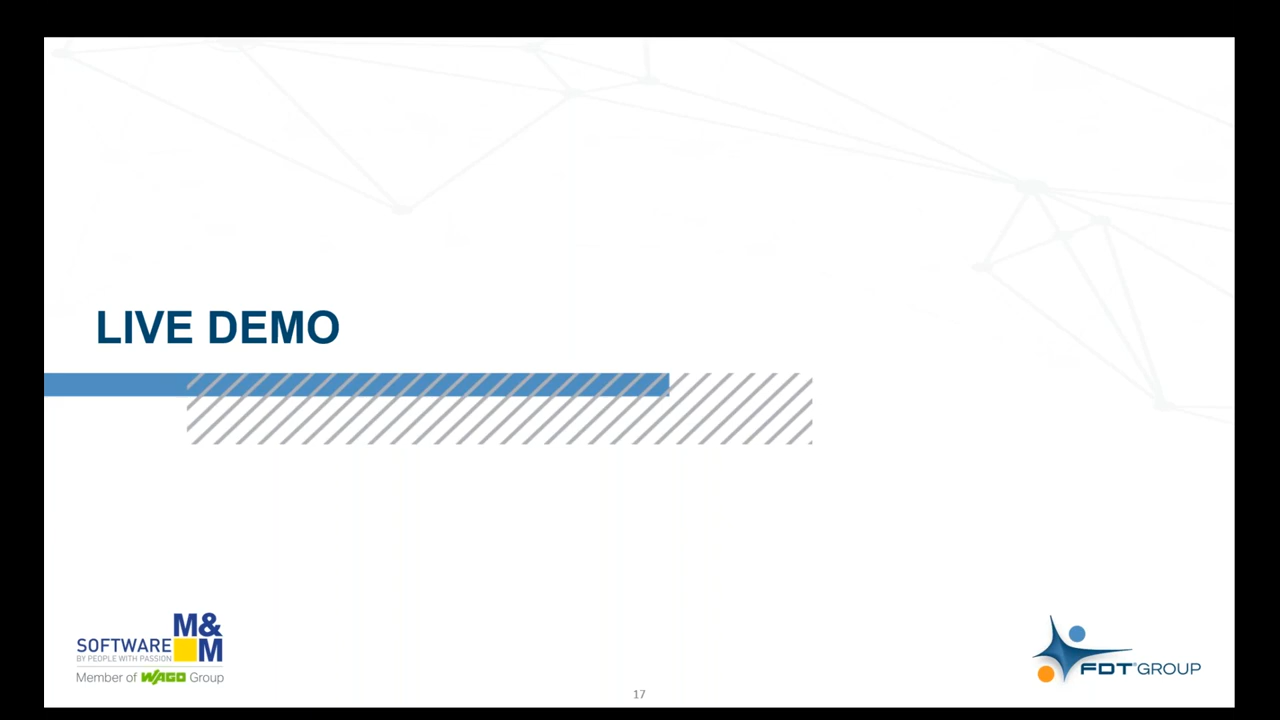 LIVE DEMO
M&
SOFTWARE M
BY PEOPLE WITH PASSION
Member of WAGO Group
FDT®GROUP
17